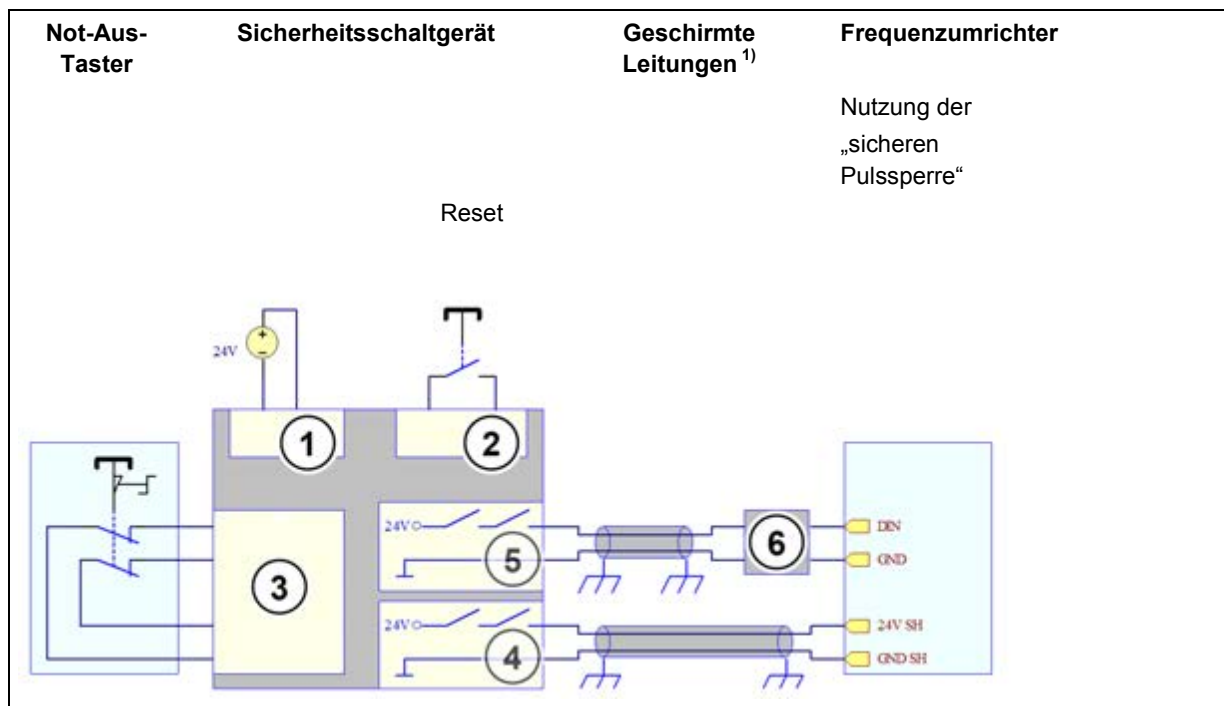 Not-Aus-
Taster
Sicherheitsschaltgerät
Geschirmte
Leitungen 1)
Frequenzumrichter
Nutzung der
„sicheren
Pulssperre“
Reset
24V
1
2
3
24V
5
6
DIN
GND
24V
4
24V SH
GND SH